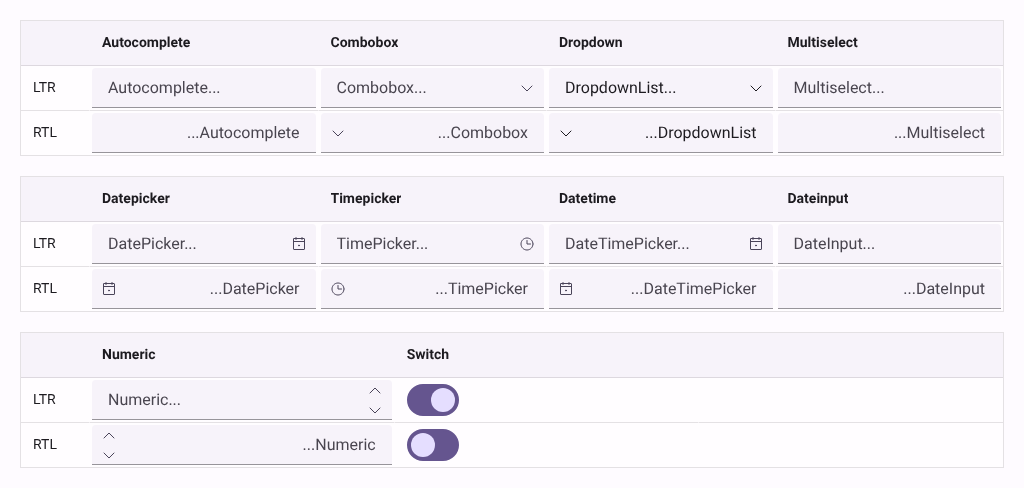 Autocomplete Combobox Dropdown Multiselect
LTR Autocomplete... Combobox... DropdownList... Multiselect...
RTL ...Autocomplete ...Combobox ...DropdownList ...Multiselect
Datepicker Timepicker Datetime Dateinput
LTR DatePicker... TimePicker... DateTimePicker... DateInput...
RTL ...DatePicker ...TimePicker ...DateTimePicker ...DateInput
Numeric Switch
LTR Numeric...
RTL ...Numeric